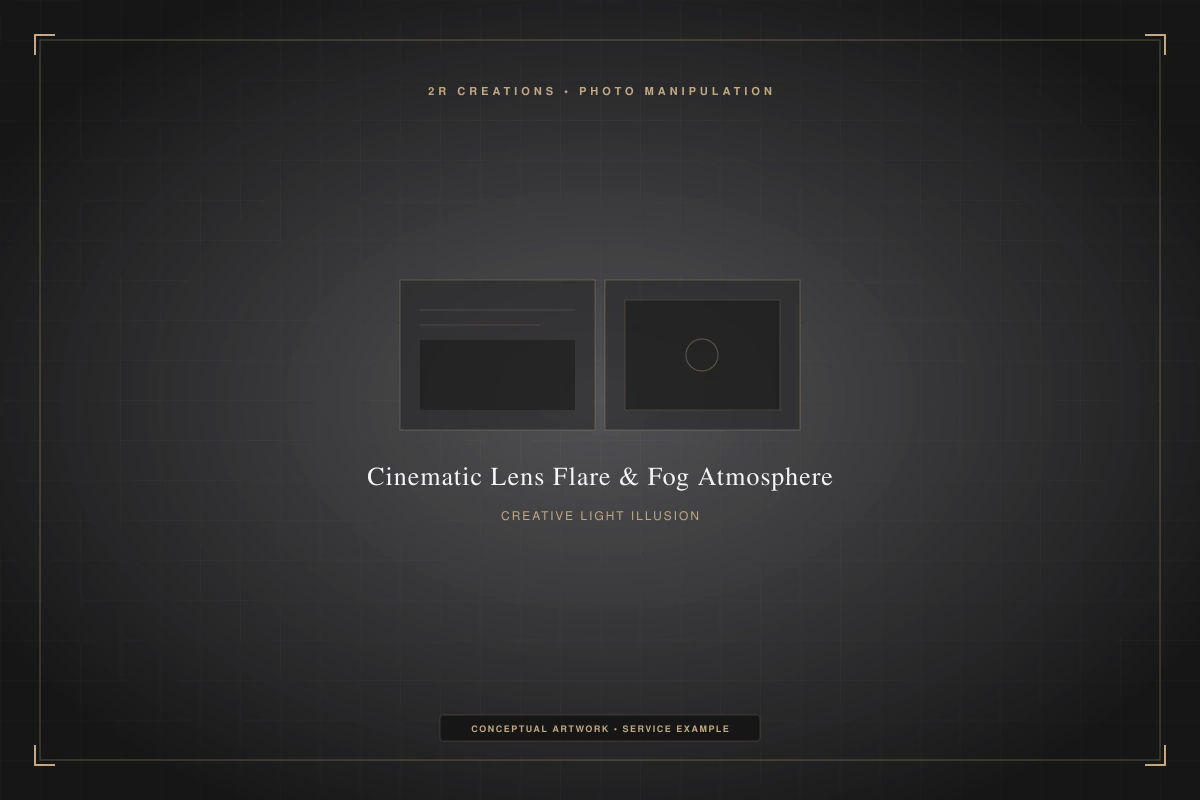 2R CREATIONS • PHOTO MANIPULATION
Cinematic Lens Flare & Fog Atmosphere
CREATIVE LIGHT ILLUSION
CONCEPTUAL ARTWORK • SERVICE EXAMPLE